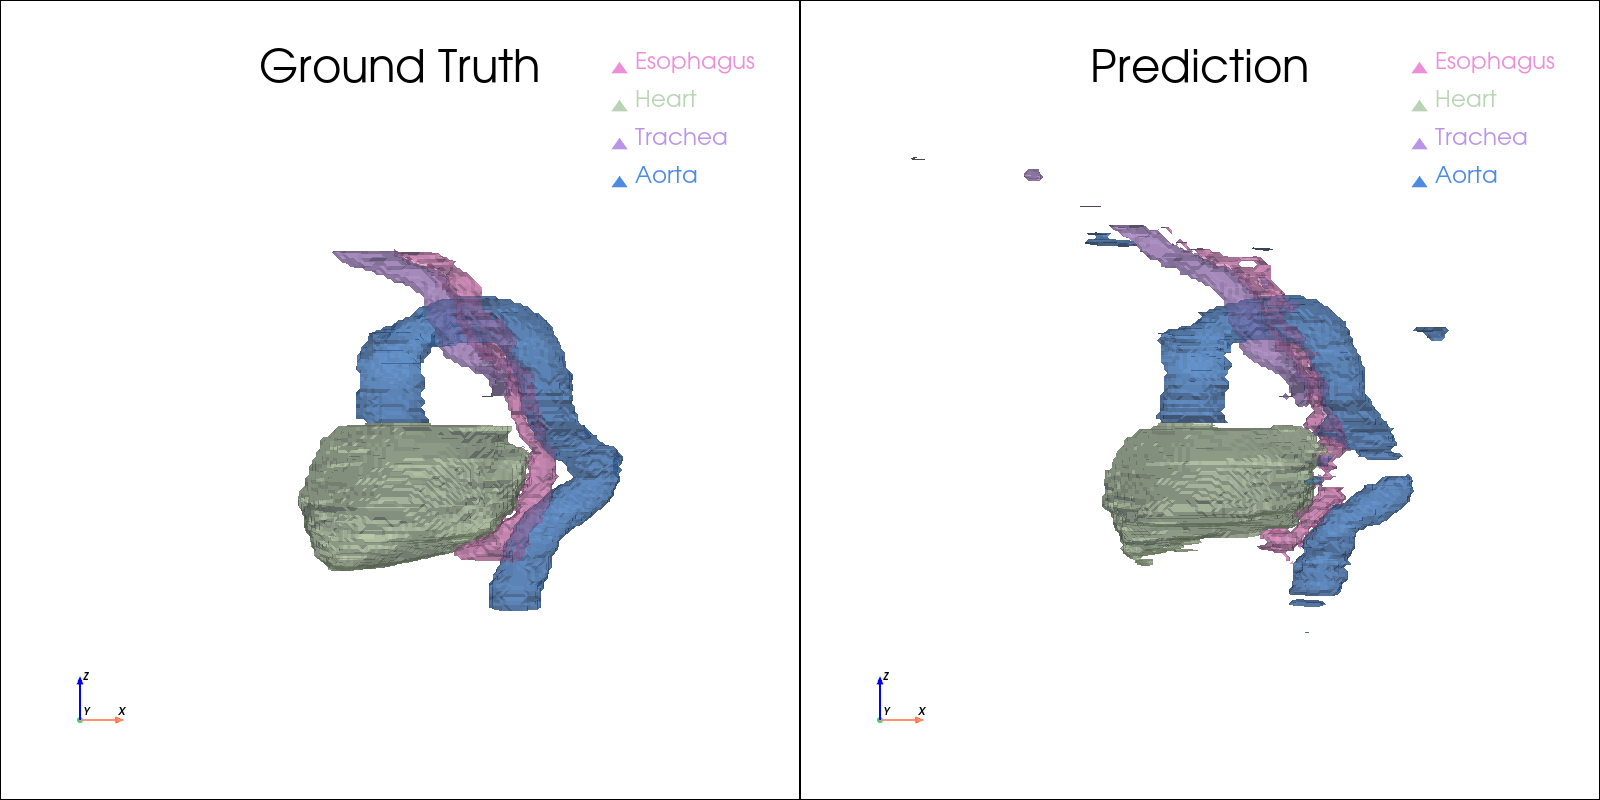 Ground Truth
Esophagus
Heart
Trachea
Aorta
Z
Y
X
Prediction
Esophagus
Heart
Trachea
Aorta
Z
Y
X